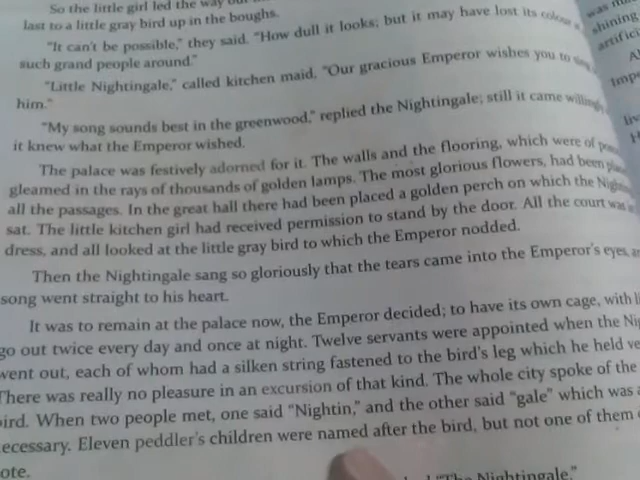 So the little girl led the way
last to a little gray bird up in the boughs.
"It can't be possible," they said. "How dull it looks; but it may have lost its
such grand people around."
"Little Nightingale," called kitchen maid. "Our gracious Emperor wishes you to
him."
"My song sounds best in the greenwood," replied the Nightingale; still it came
it knew what the Emperor wished.
The palace was festively adorned for it. The walls and the flooring, which were of
gleamed in the rays of thousands of golden lamps. The most glorious flowers, had been
all the passages. In the great hall there had been placed a golden perch on which the
sat. The little kitchen girl had received permission to stand by the door. All the court was
dress, and all looked at the little gray bird to which the Emperor nodded.
Then the Nightingale sang so gloriously that the tears came into the Emperor's eyes,
song went straight to his heart.
It was to remain at the palace now, the Emperor decided; to have its own cage, with
go out twice every day and once at night. Twelve servants were appointed when the
went out, each of whom had a silken string fastened to the bird's leg which he held
There was really no pleasure in an excursion of that kind. The whole city spoke of the
ird. When two people met, one said "Nightin," and the other said "gale" which was
ecessary. Eleven peddler's children were named after the bird, but not one of them
ote.
"The Nightingale."